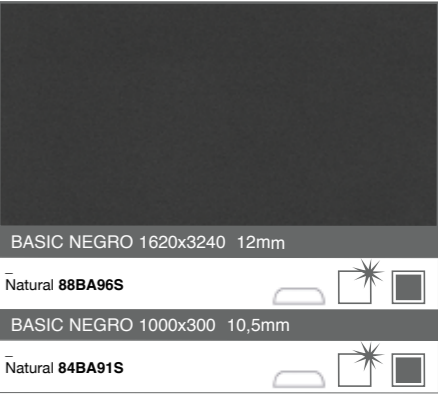 BASIC NEGRO 1620x3240 12mm
_
Natural 88BA96S
BASIC NEGRO 1000x300 10,5mm
_
Natural 84BA91S